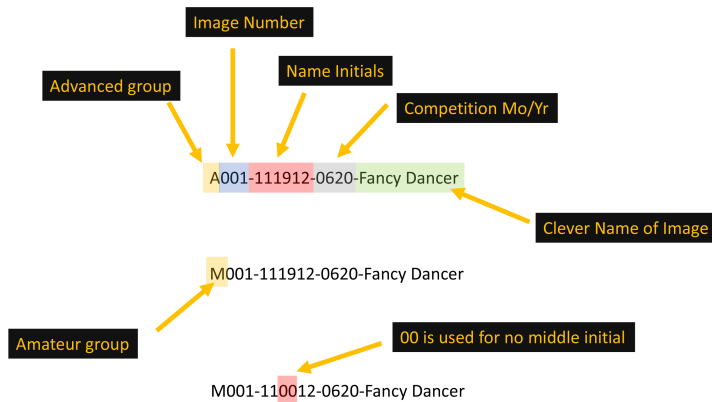 Image Number
Name Initials
Advanced group
Competition Mo/Yr
A001-111912-0620-Fancy Dancer
Clever Name of Image
M001-111912-0620-Fancy Dancer
Amateur group
00 is used for no middle initial
M001-110012-0620-Fancy Dancer